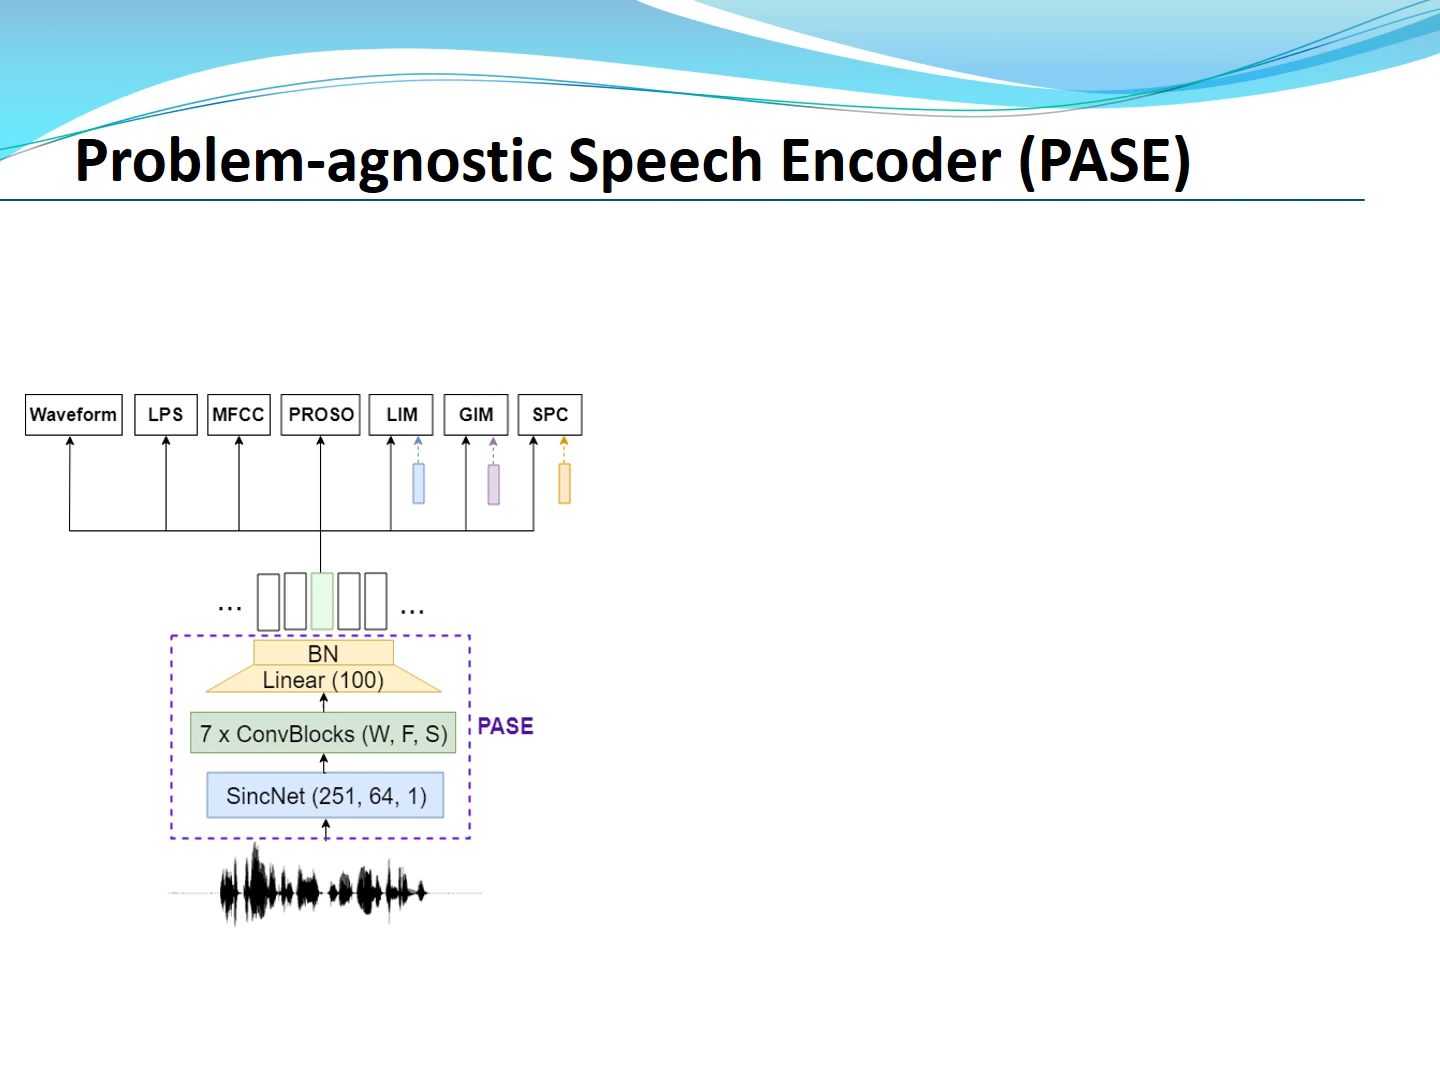 Problem-agnostic Speech Encoder (PASE)
Waveform LPS MFCC PROSO LIM GIM SPC
... ...
BN
Linear (100)
7 x ConvBlocks (W, F, S)
PASE
SincNet (251, 64, 1)